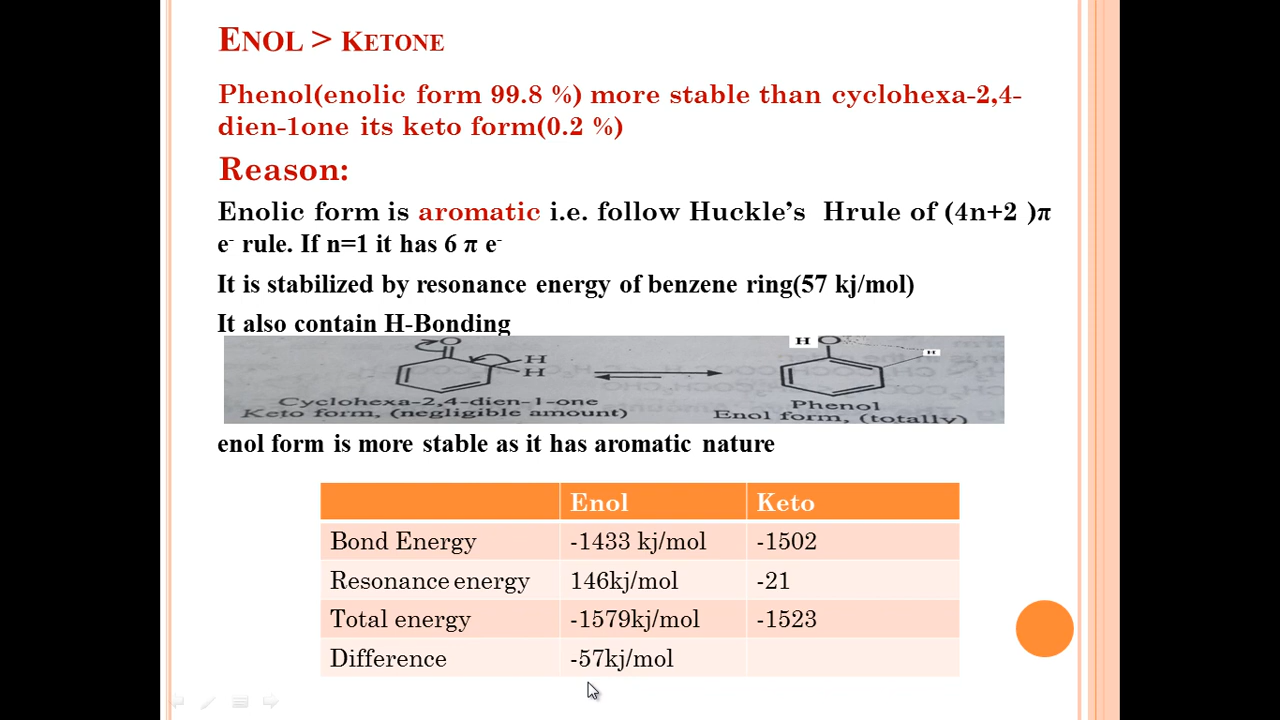 ENOL > KETONE
Phenol(enolic form 99.8 %) more stable than cyclohexa-2,4-
dien-1one its keto form(0.2 %)
Reason:
Enolic form is aromatic i.e. follow Huckle’s Hrule of (4n+2 )π
e- rule. If n=1 it has 6 π e-
It is stabilized by resonance energy of benzene ring(57 kj/mol)
It also contain H-Bonding
O H O H
H
H
Cyclohexa-2,4-dien-1-one Phenol
Keto form, (negligible amount) Enol form, (totally)
enol form is more stable as it has aromatic nature
Enol Keto
Bond Energy -1433 kj/mol -1502
Resonance energy 146kj/mol -21
Total energy -1579kj/mol -1523
Difference -57kj/mol